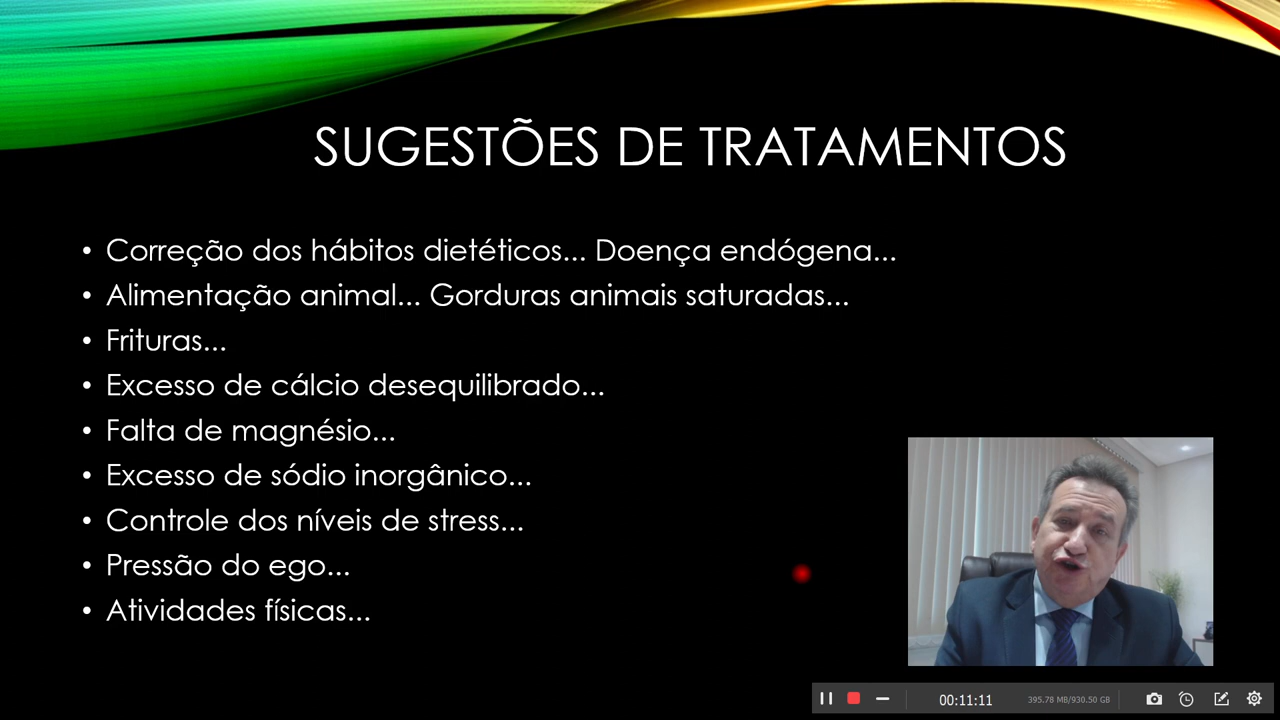 SUGESTÕES DE TRATAMENTOS
• Correção dos hábitos dietéticos... Doença endógena...
• Alimentação animal... Gorduras animais saturadas...
• Frituras...
• Excesso de cálcio desequilibrado...
• Falta de magnésio...
• Excesso de sódio inorgânico...
• Controle dos níveis de stress...
• Pressão do ego...
• Atividades físicas...
00:11:11 395.78 MB/930.50 GB